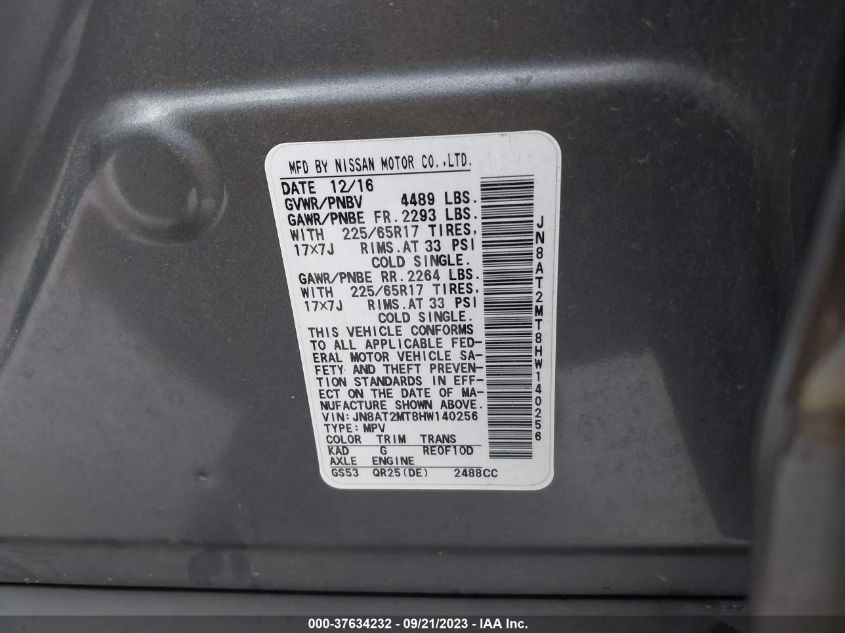 MFD BY NISSAN MOTOR CO.,LTD.
DATE 12/16
GVWR/PNBV 4489 LBS.
GAWR/PNBE FR.2293 LBS.
WITH 225/65R17 TIRES,
17×7J RIMS.AT 33 PSI
COLD SINGLE.
GAWR/PNBE RR.2264 LBS.
WITH 225/65R17 TIRES,
17×7J RIMS.AT 33 PSI
COLD SINGLE.
THIS VEHICLE CONFORMS
TO ALL APPLICABLE FED-
ERAL MOTOR VEHICLE SA-
FETY AND THEFT PREVEN-
TION STANDARDS IN EFF-
ECT ON THE DATE OF MA-
NUFACTURE SHOWN ABOVE.
VIN:JN8AT2MT8HW140256
TYPE:MPV
COLOR TRIM TRANS
KAD G RE0F10D
AXLE ENGINE
GS53 QR25(DE) 2488CC
JN8AT2MT8HW140256
000-37634232 - 09/21/2023 - IAA Inc.